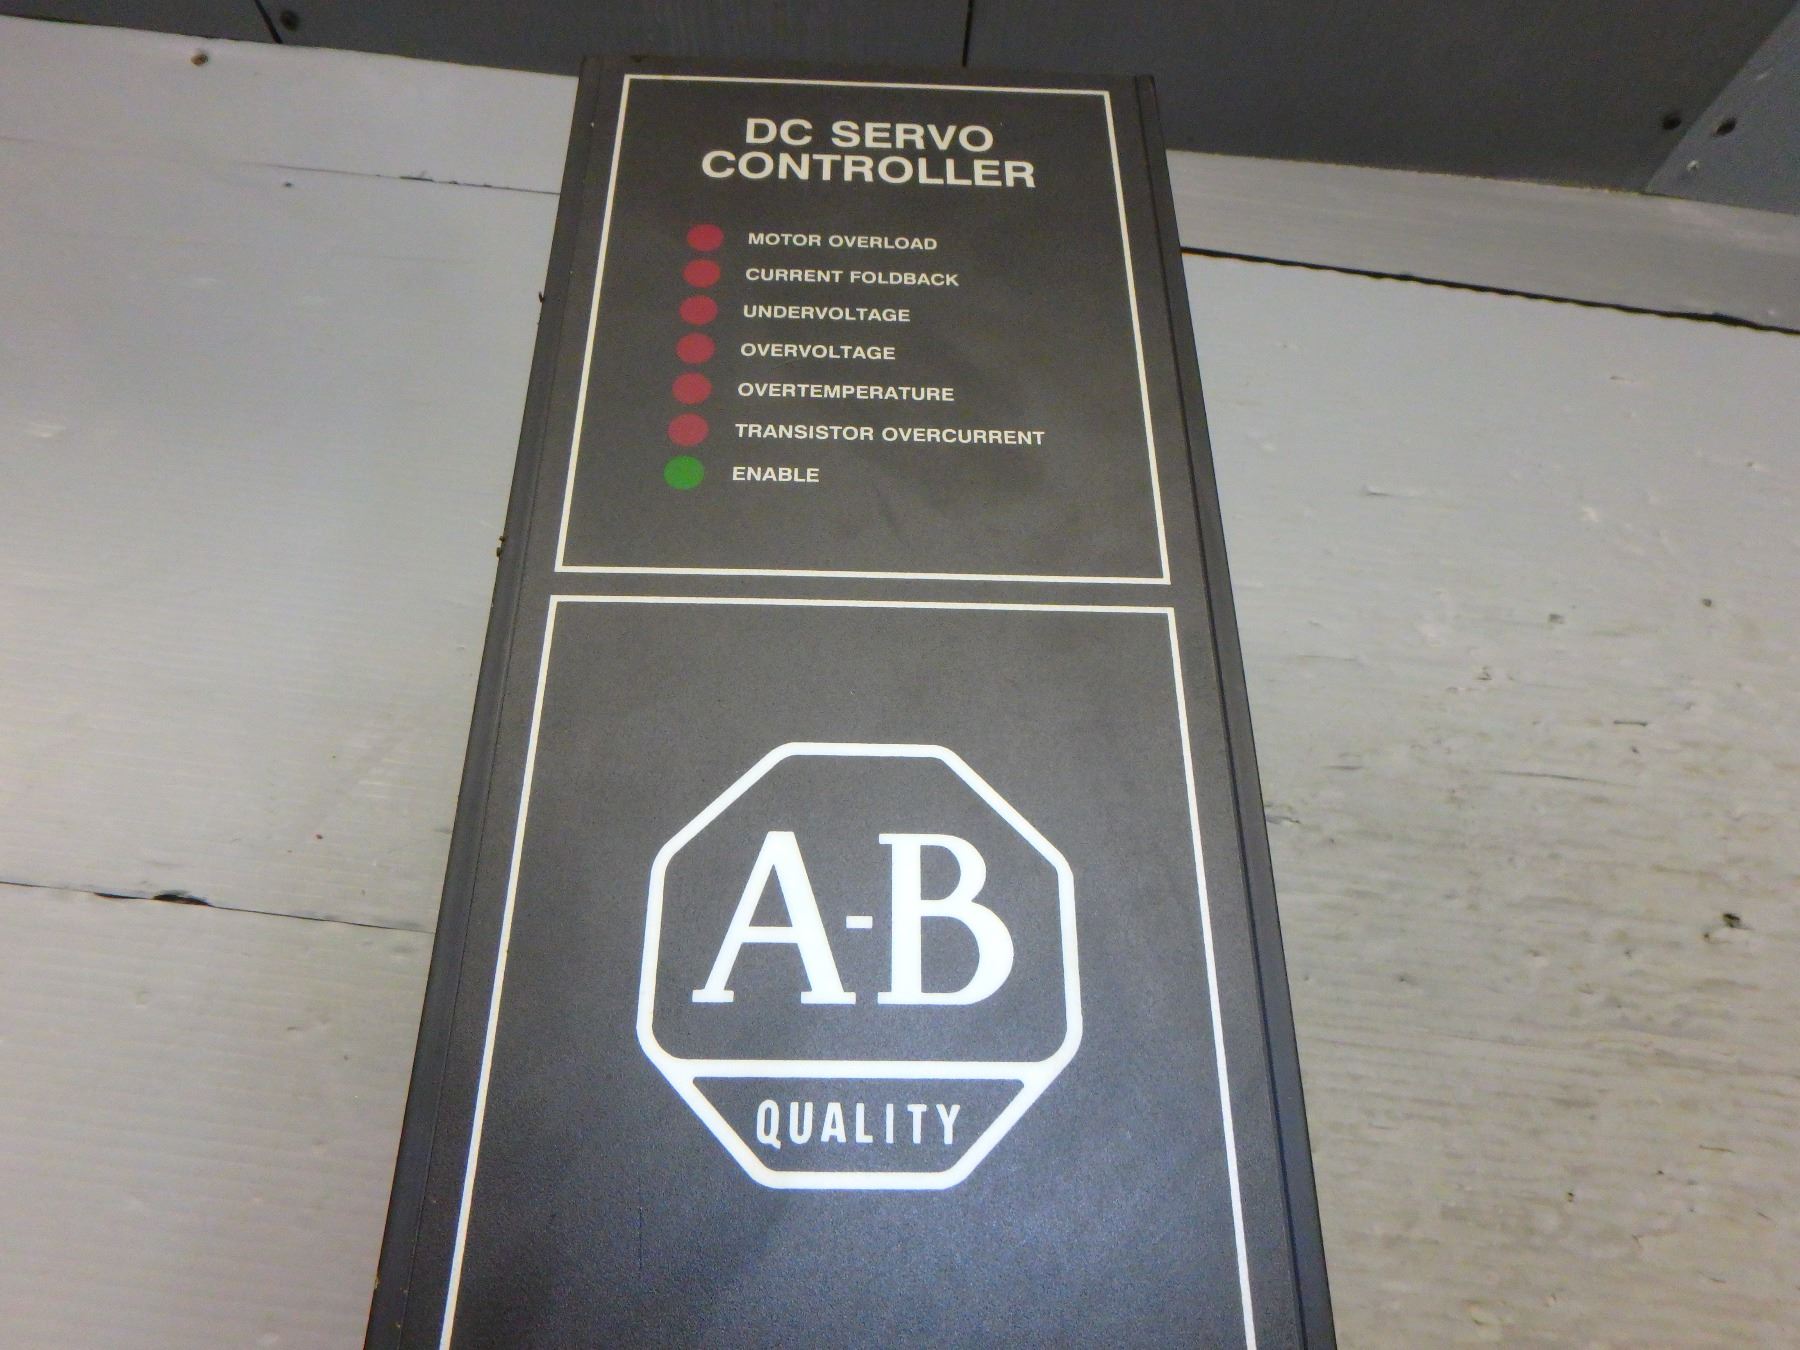 DC SERVO
CONTROLLER
MOTOR OVERLOAD
CURRENT FOLDBACK
UNDERVOLTAGE
OVERVOLTAGE
OVERTEMPERATURE
TRANSISTOR OVERCURRENT
ENABLE
A-B
QUALITY